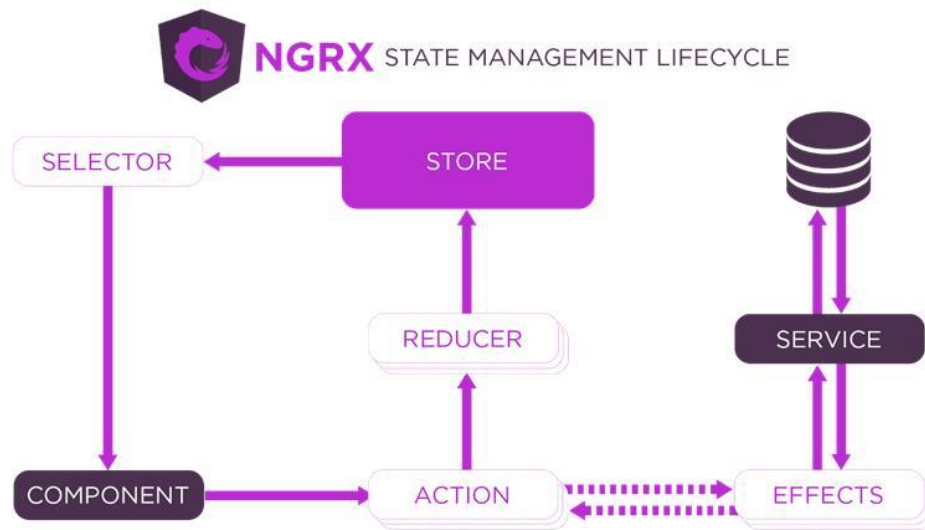 NGRX STATE MANAGEMENT LIFECYCLE
SELECTOR
STORE
REDUCER
SERVICE
COMPONENT
ACTION
EFFECTS